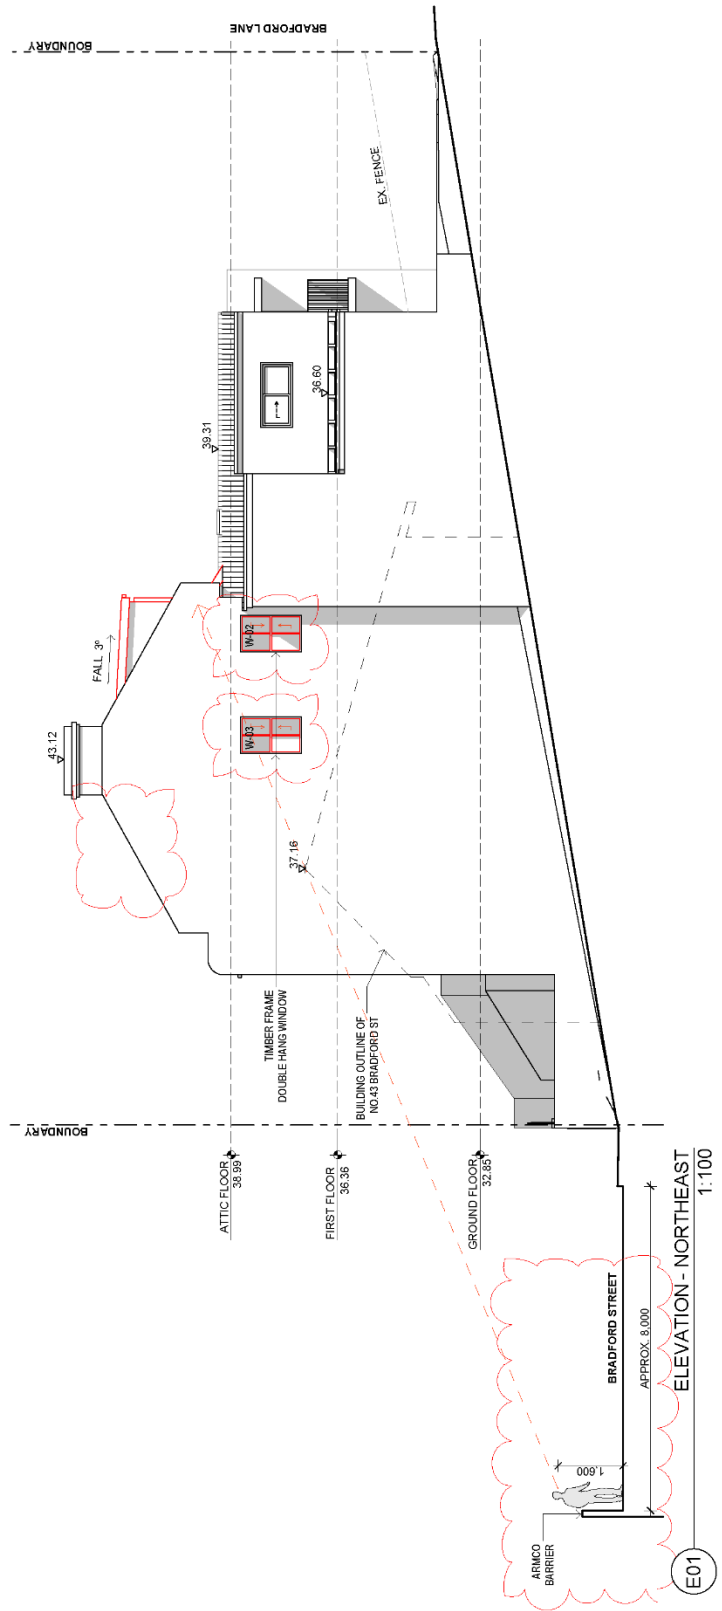 BOUNDARY
BRADFORD LANE
EX. FENCE
39.31
36.60
FALL 3º
43.12
W-02
W-03
37.16
TIMBER FRAME
DOUBLE HANG WINDOW
BUILDING OUTLINE OF
NO.43 BRADFORD ST
BOUNDARY
ATTIC FLOOR
38.99
FIRST FLOOR
36.36
GROUND FLOOR
32.85
BRADFORD STREET
APPROX. 8,000
1,600
ARMCO
BARRIER
E01
ELEVATION - NORTHEAST
1:100